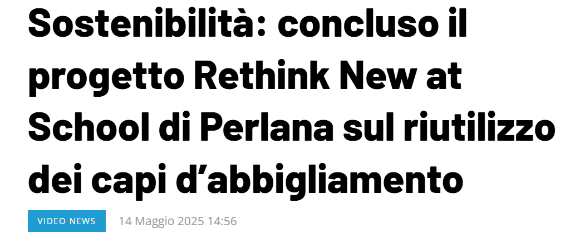 Sostenibilità: concluso il
progetto Rethink New at
School di Perlana sul riutilizzo
dei capi d’abbigliamento
VIDEO NEWS 14 Maggio 2025 14:56